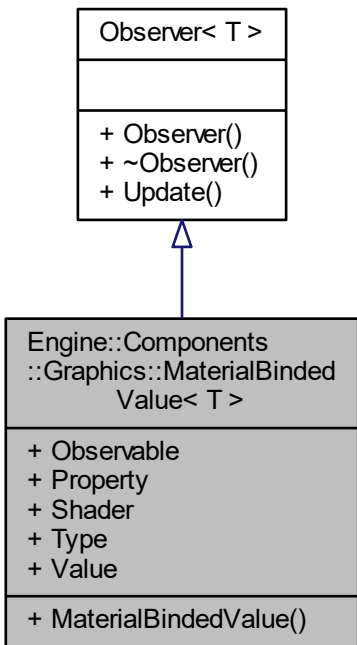 Observer< T >
+ Observer()
+ ~Observer()
+ Update()
Engine::Components
::Graphics::MaterialBinded
Value< T >
+ Observable
+ Property
+ Shader
+ Type
+ Value
+ MaterialBindedValue()